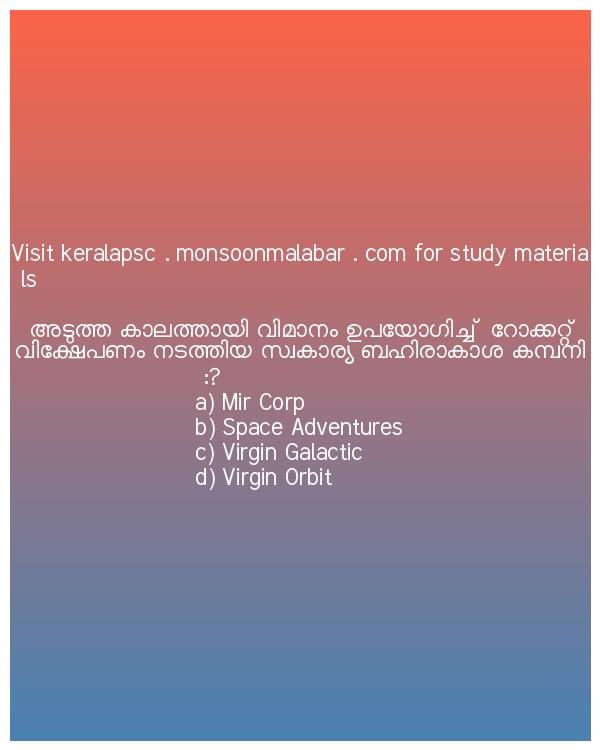 Visit keralapsc . monsoonmalabar . com for study materia
ls
അടുത്ത കാലത്തായി വിമാനം ഉപയോഗിച്ച്  റോക്കറ്റ്
വിക്ഷേപണം നടത്തിയ സ്വകാര്യ ബഹിരാകാശ കമ്പനി
:?
a) Mir Corp
b) Space Adventures
c) Virgin Galactic
d) Virgin Orbit